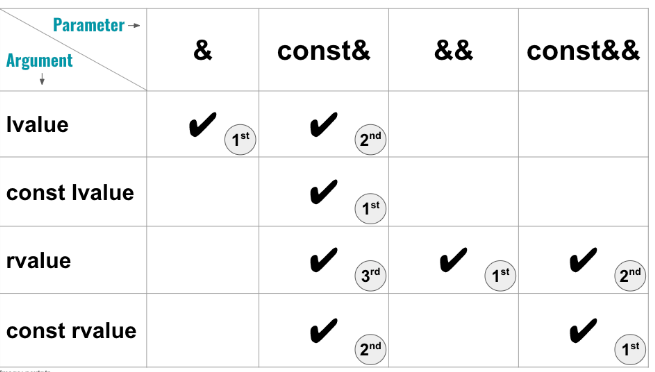 Parameter →
Argument
↓
& const& && const&&
lvalue ✔ 1st ✔ 2nd
const lvalue ✔ 1st
rvalue ✔ 3rd ✔ 1st ✔ 2nd
const rvalue ✔ 2nd ✔ 1st